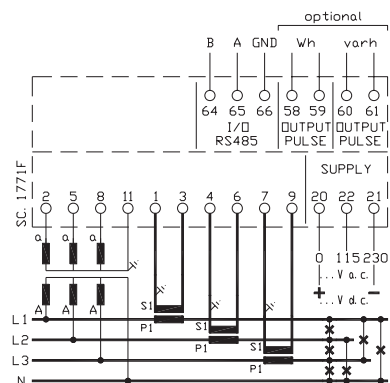 optional
B A GND Wh varh
64 65 66 58 59 60 61
I/O RS485
OUTPUT PULSE
OUTPUT PULSE
SC. 1771F
SUPPLY
2 5 8 11 1 3 4 6 7 9 20 22 21
a a a
0 115 230
...V a.c.
+ −
...V d.c.
A A A
S1
P1
S1
P1
S1
P1
L1
L2
L3
N